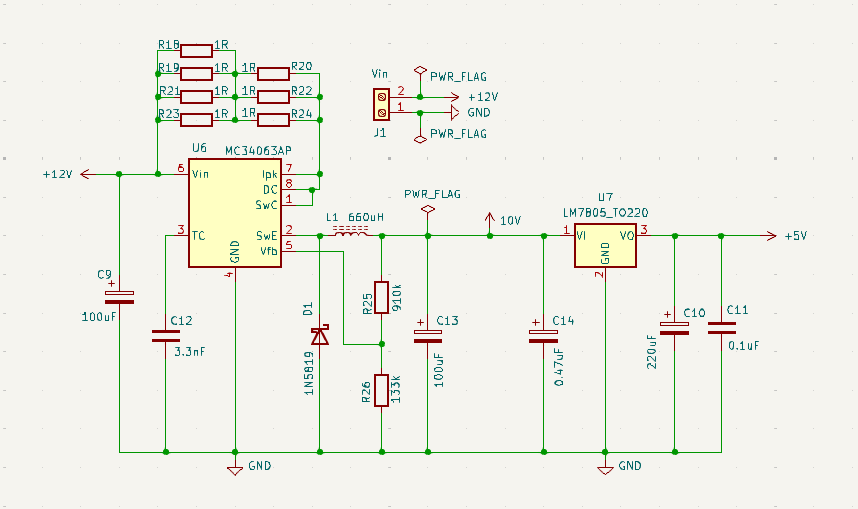 R18 1R
R19 1R 1R R20
R21 1R 1R R22
R23 1R 1R R24
Vin
PWR_FLAG
2 +12V
1 GND
J1 PWR_FLAG
U6 MC34063AP
+12V 6 Vin Ipk 7
DC 8
SwC 1
3 TC SwE 2
Vfb 5
GND
4
L1 660uH
PWR_FLAG
10V
U7
LM7805_TO220
1 VI VO 3
GND
2
+5V
C9
+
100uF
C12
3.3nF
D1
1N5819
R25
910k
R26
133k
+ C13
100uF
+ C14
0.47uF
+ C10
220uF
C11
0.1uF
GND
GND